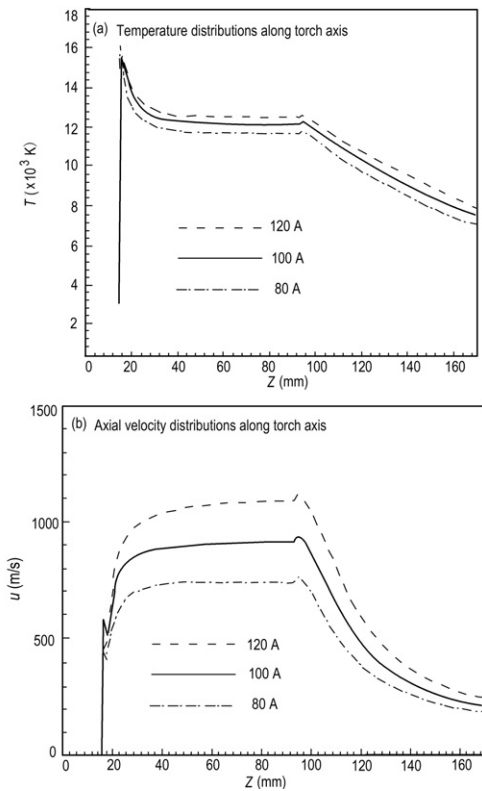 (a) Temperature distributions along torch axis
18
16
14
12
10
8
6
4
2
T (×10³ K)
120 A
100 A
80 A
0 20 40 60 80 100 120 140 160
Z (mm)
(b) Axial velocity distributions along torch axis
1500
1000
500
0
u (m/s)
120 A
100 A
80 A
0 20 40 60 80 100 120 140 160
Z (mm)